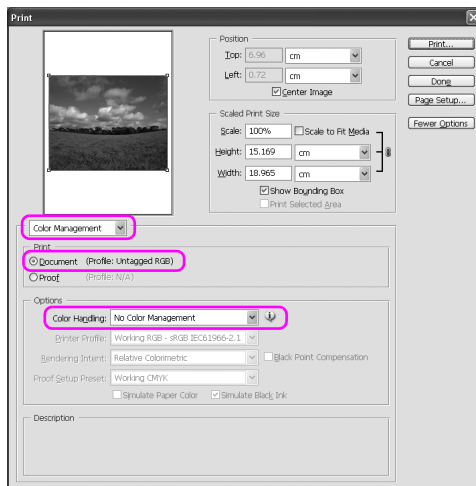 Print
Position
Top: 6.96 cm
Left: 0.72 cm
Center Image
Scaled Print Size
Scale: 100% Scale to Fit Media
Height: 15.169 cm
Width: 18.965 cm
Show Bounding Box
Print Selected Area
Print...
Cancel
Done
Page Setup...
Fewer Options
Color Management
Print
Document (Profile: Untagged RGB)
Proof (Profile: N/A)
Options
Color Handling: No Color Management
Printer Profile: Working RGB - sRGB IEC61966-2.1
Rendering Intent: Relative Colorimetric Black Point Compensation
Proof Setup Preset: Working CMYK
Simulate Paper Color Simulate Black Ink
Description